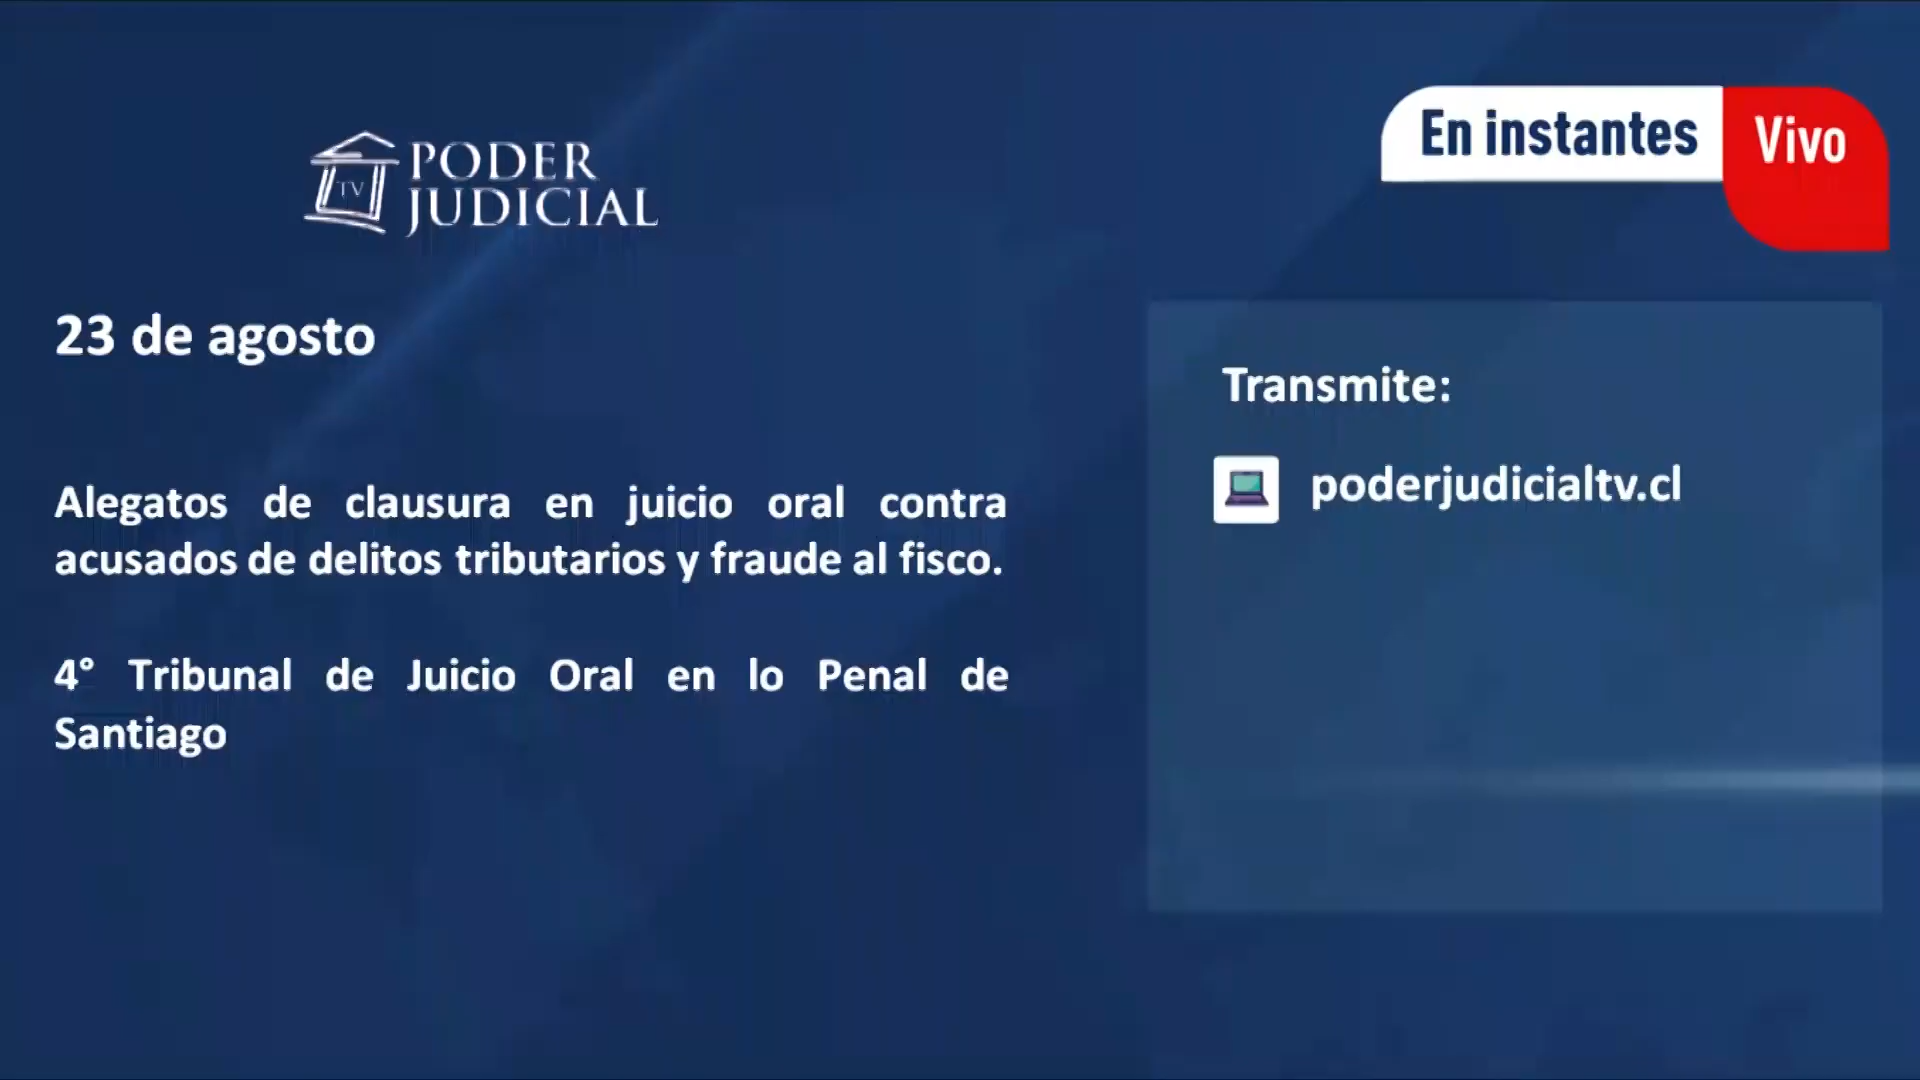 TV
PODER
JUDICIAL
En instantes
Vivo
23 de agosto
Alegatos de clausura en juicio oral contra
acusados de delitos tributarios y fraude al fisco.
4° Tribunal de Juicio Oral en lo Penal de
Santiago
Transmite:
poderjudicialtv.cl